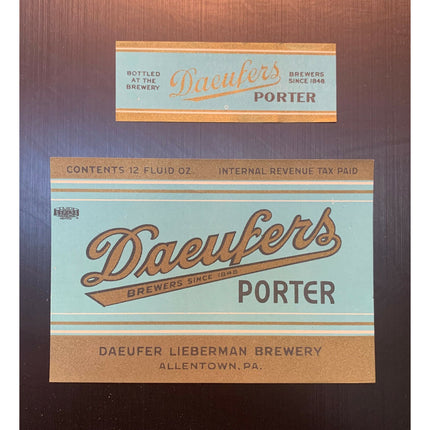 BOTTLED
AT THE
BREWERY
Daeufers
PORTER
BREWERS
SINCE 1848
CONTENTS 12 FLUID OZ.
INTERNAL REVENUE TAX PAID
Daeufers
BREWERS SINCE 1848
PORTER
DAEUFER LIEBERMAN BREWERY
ALLENTOWN, PA.